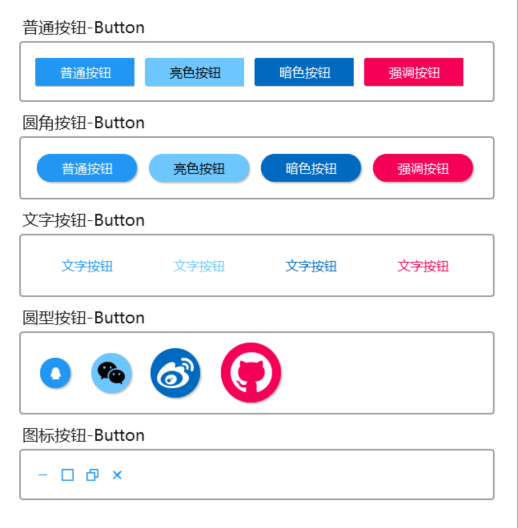 普通按钮-Button
普通按钮 亮色按钮 暗色按钮 强调按钮
圆角按钮-Button
普通按钮 亮色按钮 暗色按钮 强调按钮
文字按钮-Button
文字按钮 文字按钮 文字按钮 文字按钮
圆型按钮-Button
图标按钮-Button